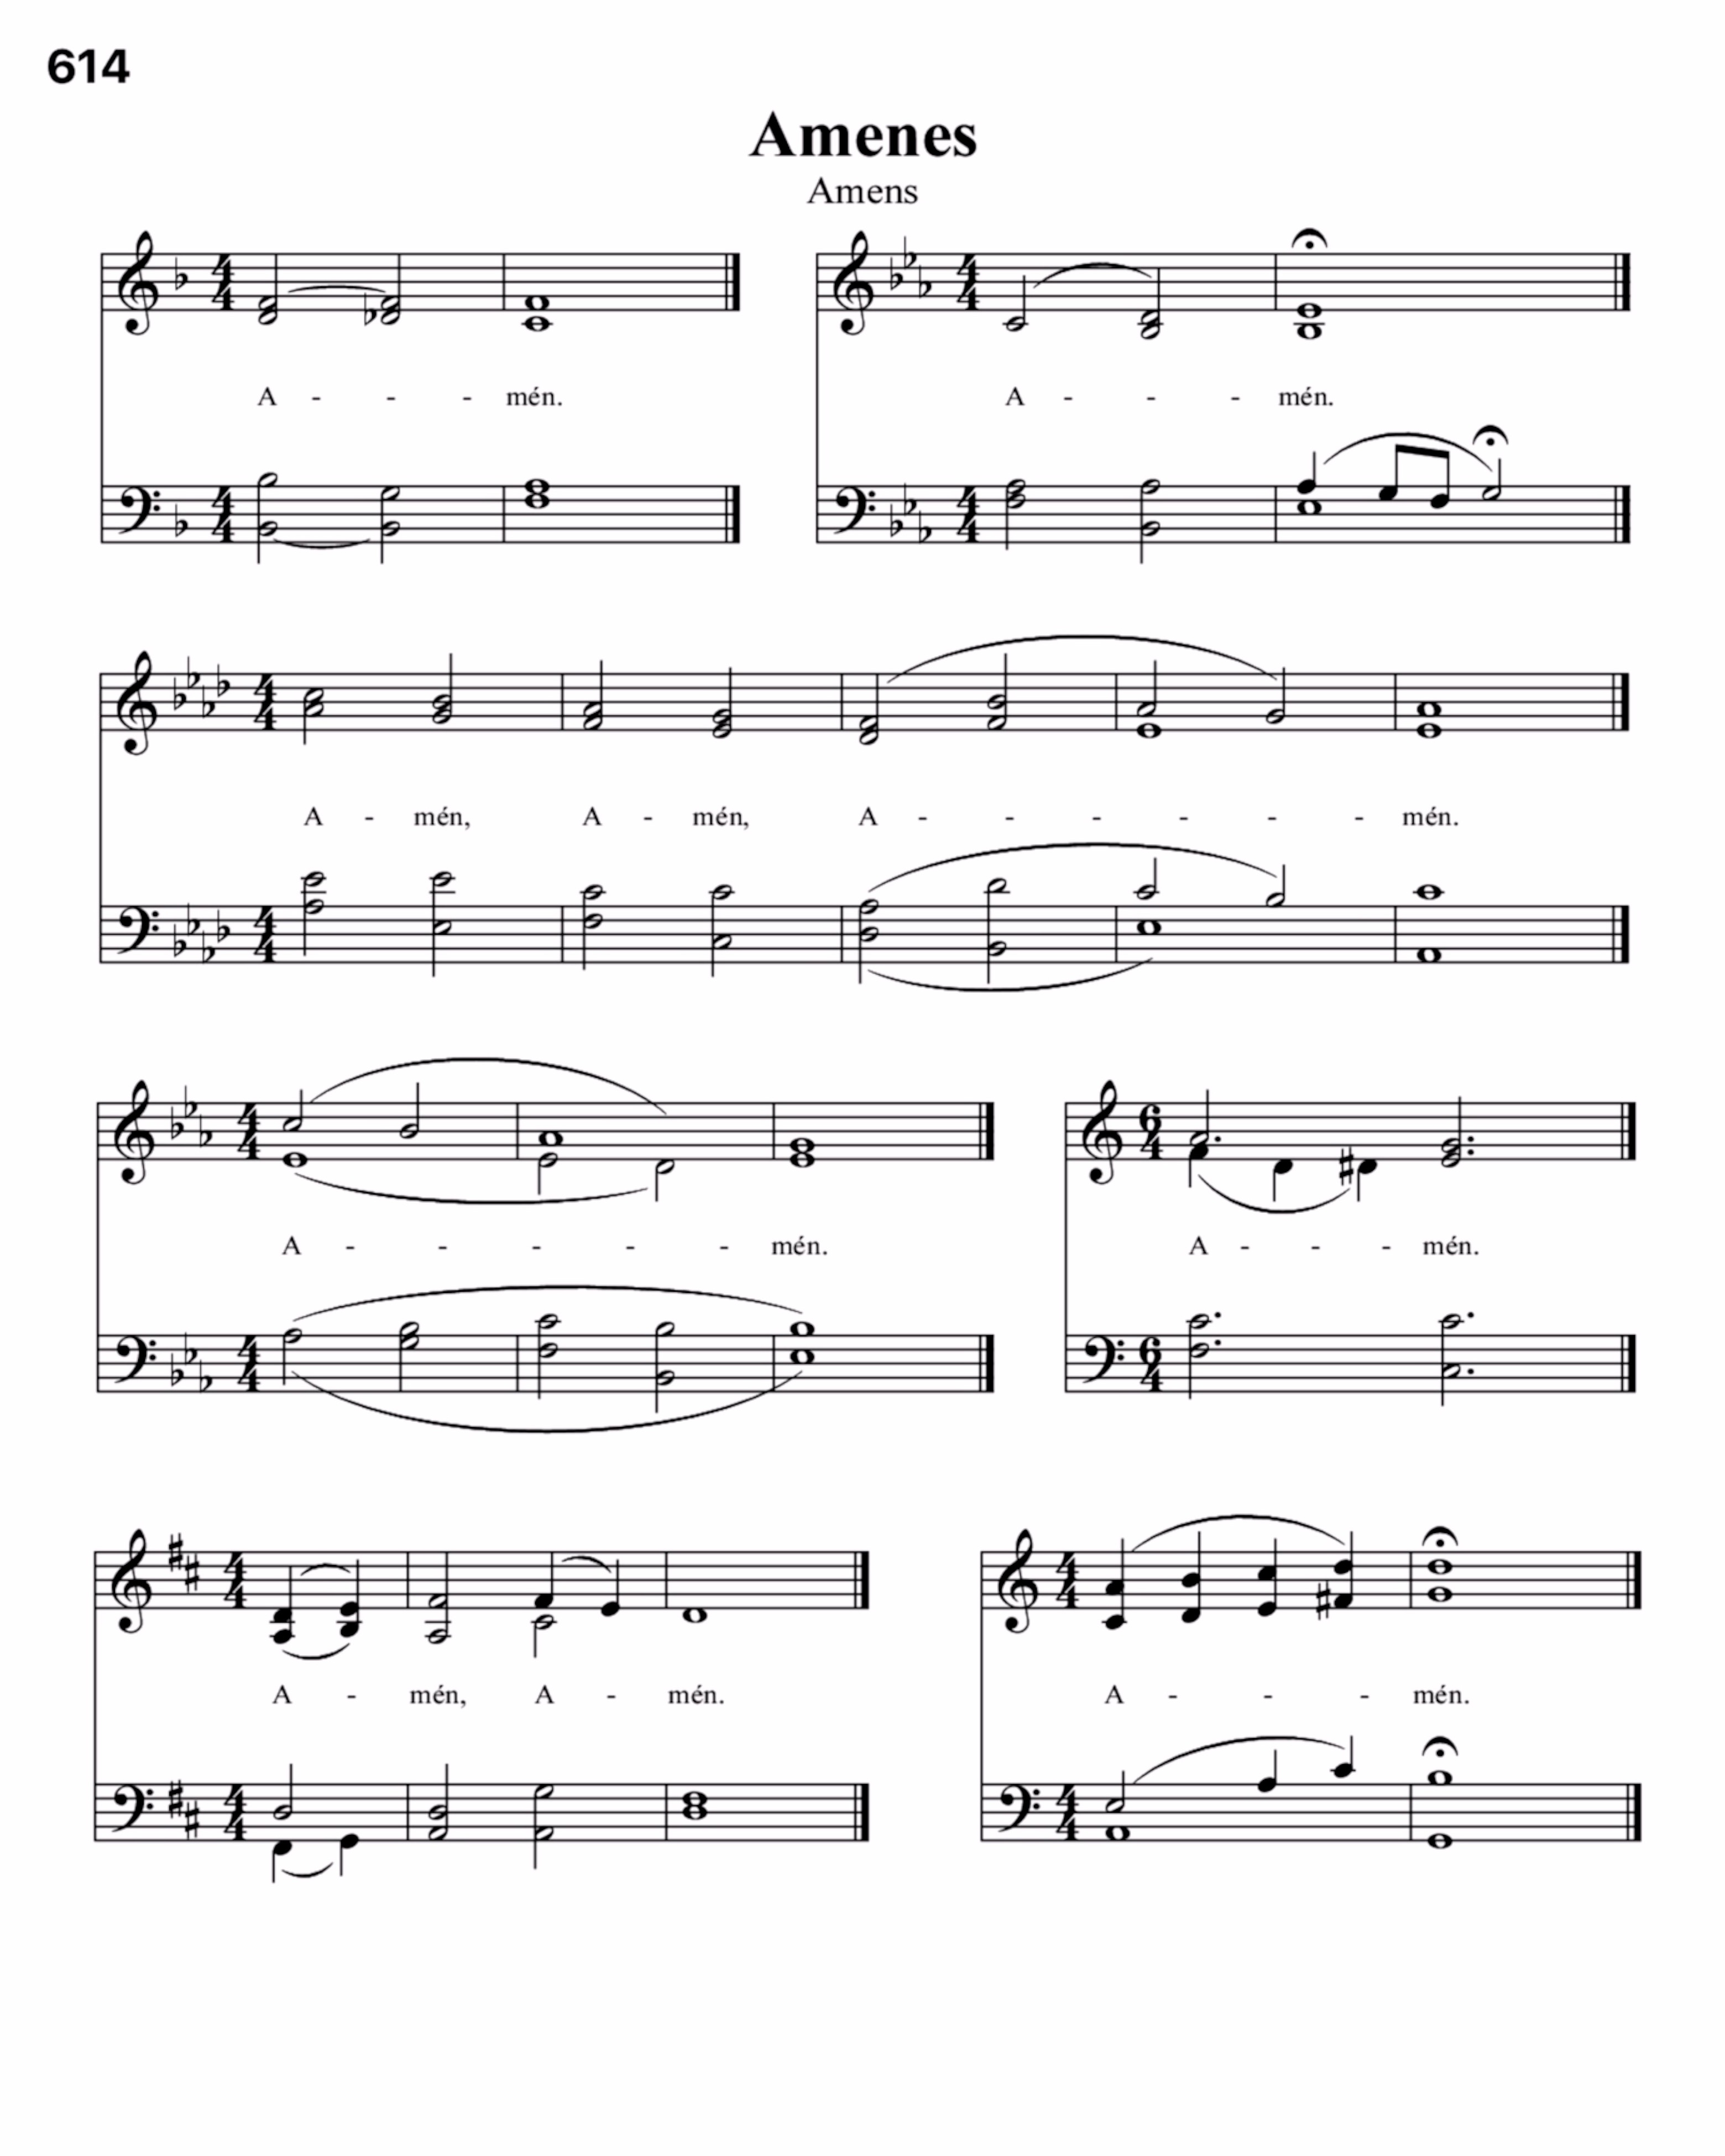 614
Amenes
Amens
A - - - mén.
A - - - mén.
A - mén, A - mén, A - - - - - - mén.
A - - - - - mén.
A - - - mén.
A - mén, A - mén.
A - - - mén.